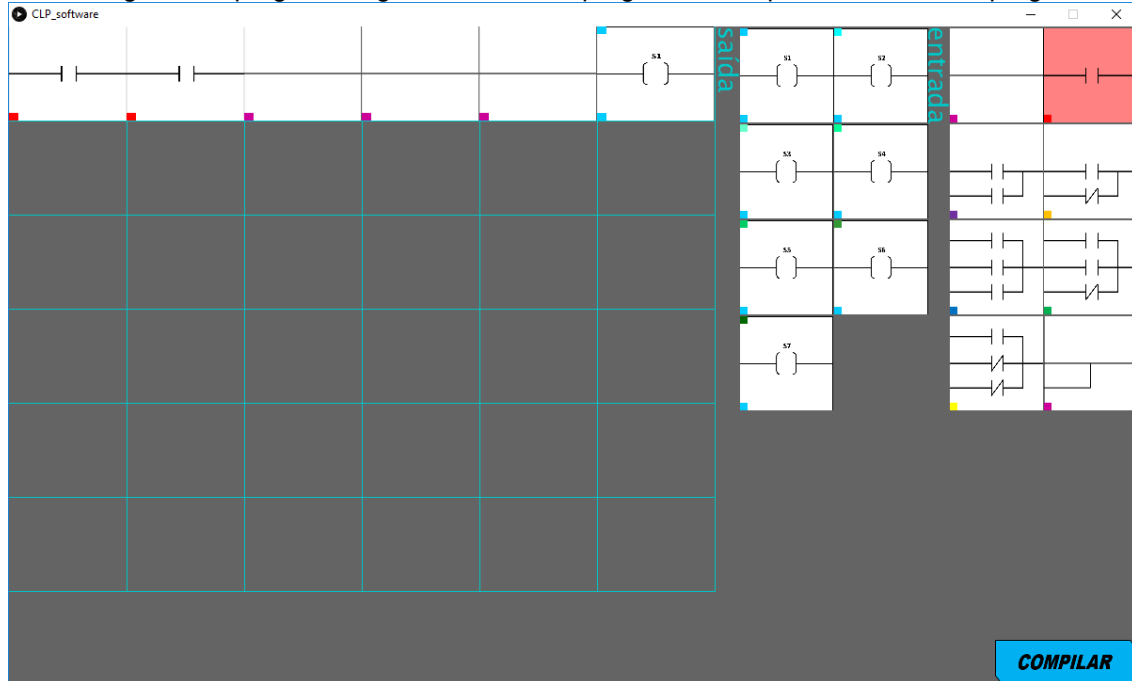 CLP_software
S1
saída
S1
S2
entrada
S3
S4
S5
S6
S7
COMPILAR